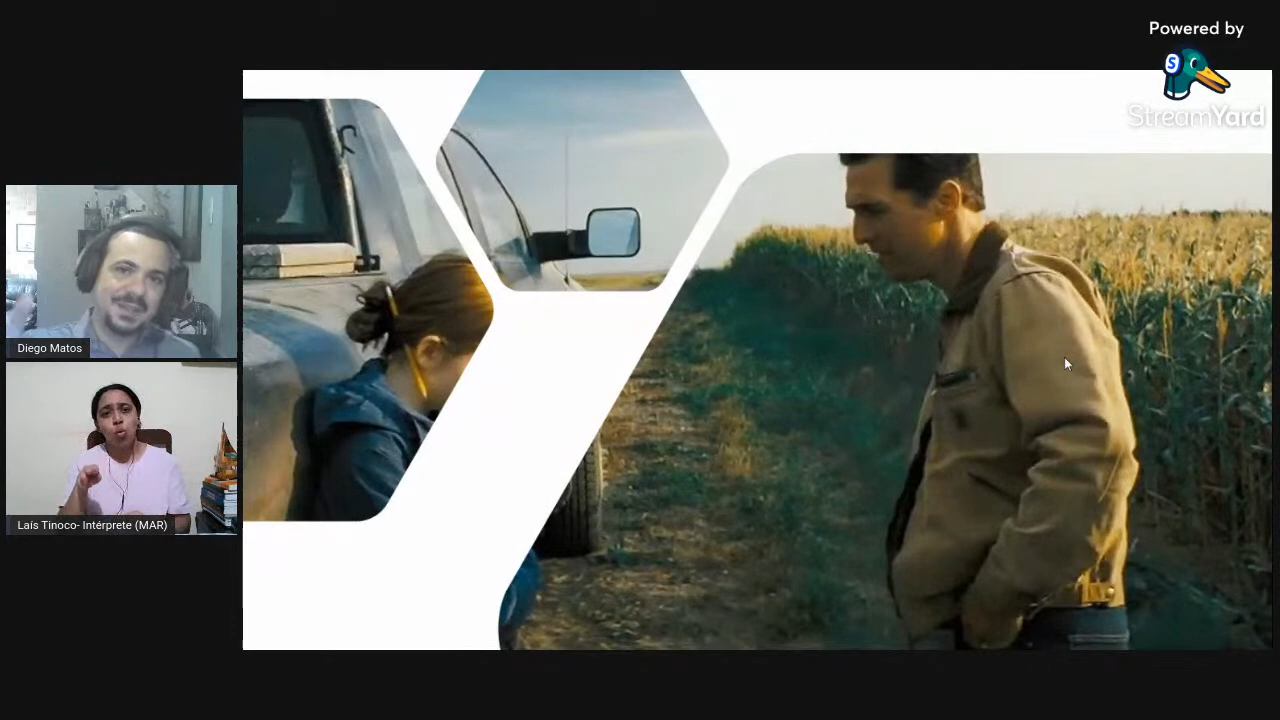 Powered by
S
StreamYard
Diego Matos
Laís Tinoco- Intérprete (MAR)